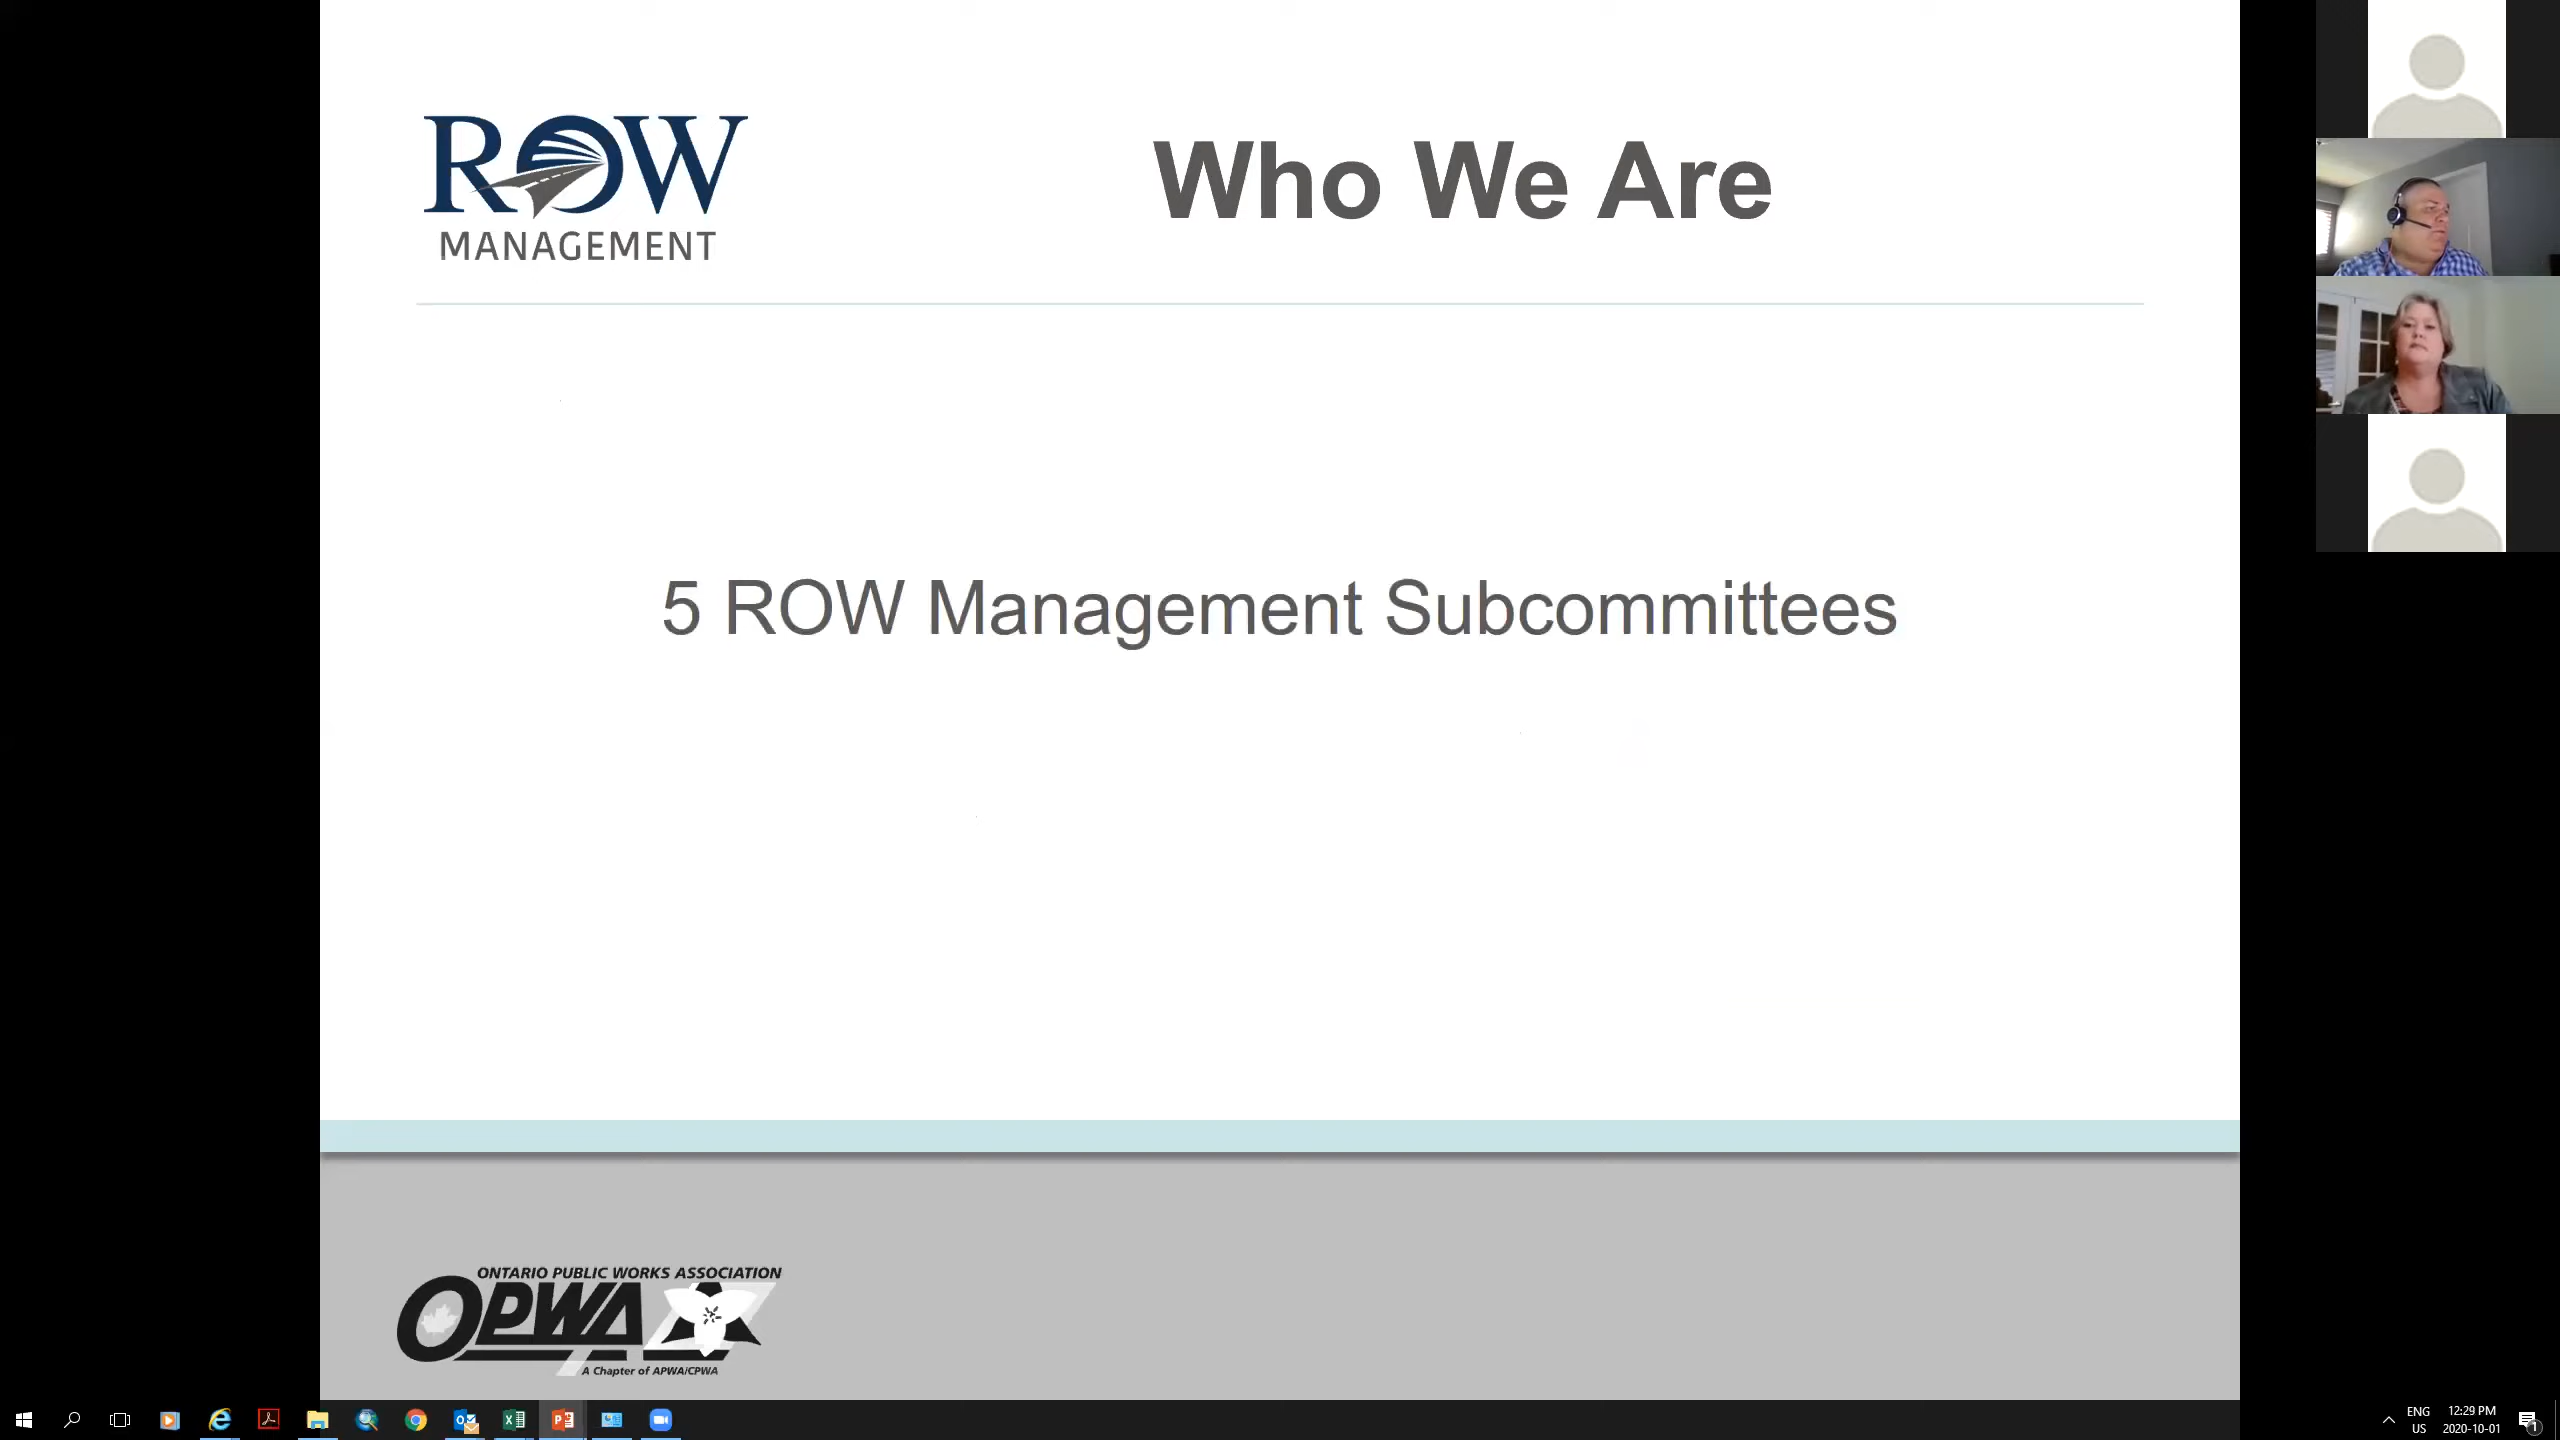 ROW
MANAGEMENT
Who We Are
5 ROW Management Subcommittees
ONTARIO PUBLIC WORKS ASSOCIATION
OPWA
A Chapter of APWA/CPWA
ENG
US
12:29 PM
2020-10-01
1